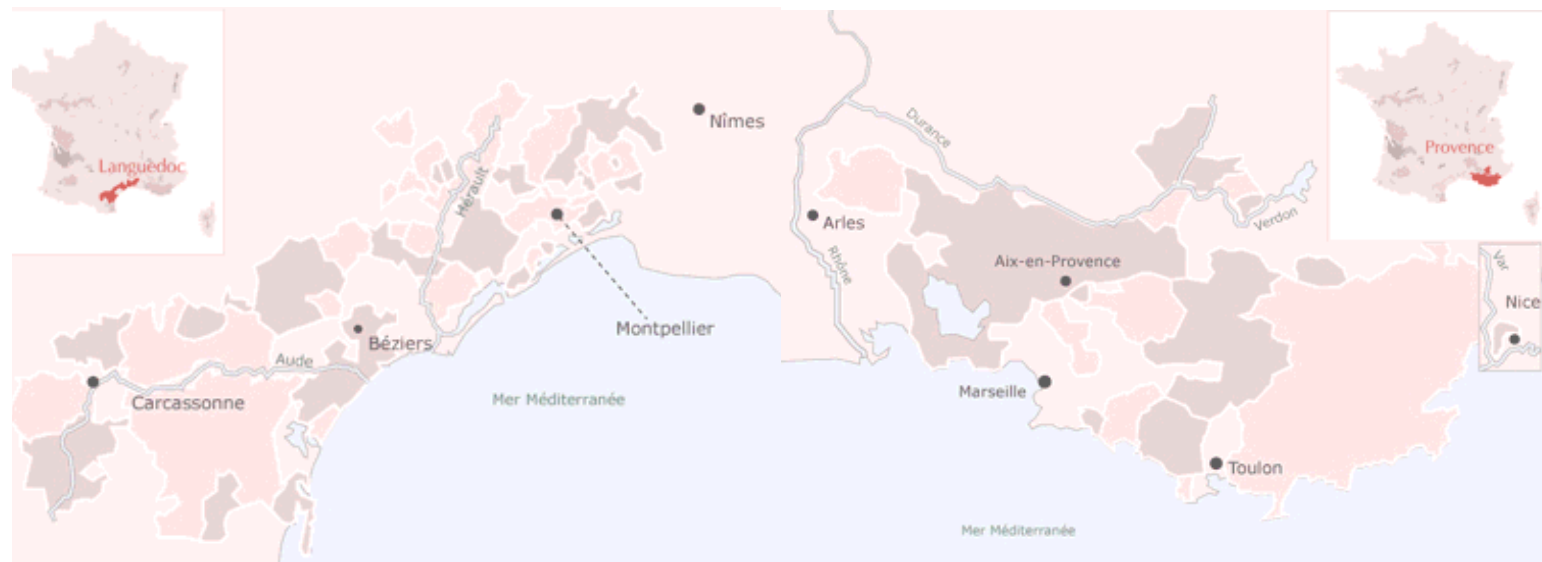 Languedoc
Nîmes
Hérault
Montpellier
Béziers
Aude
Carcassonne
Mer Méditerranée
Provence
Durance
Arles
Rhône
Verdon
Aix-en-Provence
Var
Nice
Marseille
Toulon
Mer Méditerranée